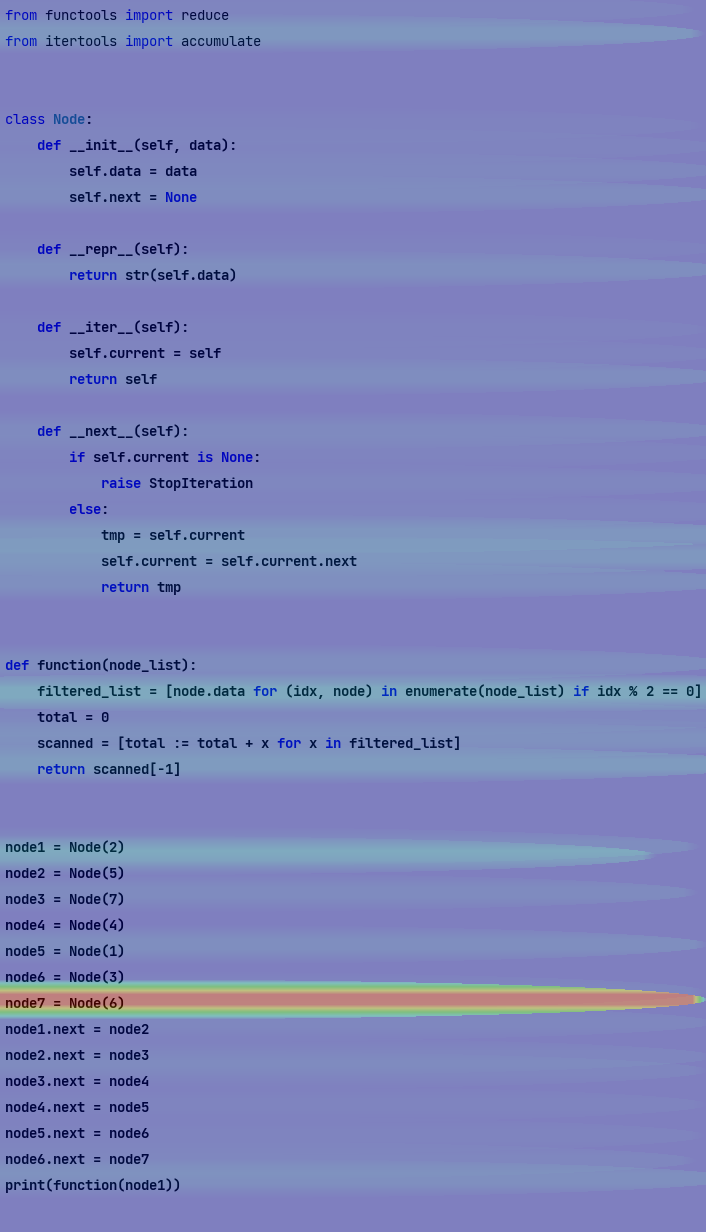 from functools import reduce
from itertools import accumulate
class Node:
    def __init__(self, data):
        self.data = data
        self.next = None
    def __repr__(self):
        return str(self.data)
    def __iter__(self):
        self.current = self
        return self
    def __next__(self):
        if self.current is None:
            raise StopIteration
        else:
            tmp = self.current
            self.current = self.current.next
            return tmp
def function(node_list):
    filtered_list = [node.data for (idx, node) in enumerate(node_list) if idx % 2 == 0]
    total = 0
    scanned = [total := total + x for x in filtered_list]
    return scanned[-1]
node1 = Node(2)
node2 = Node(5)
node3 = Node(7)
node4 = Node(4)
node5 = Node(1)
node6 = Node(3)
node7 = Node(6)
node1.next = node2
node2.next = node3
node3.next = node4
node4.next = node5
node5.next = node6
node6.next = node7
print(function(node1))